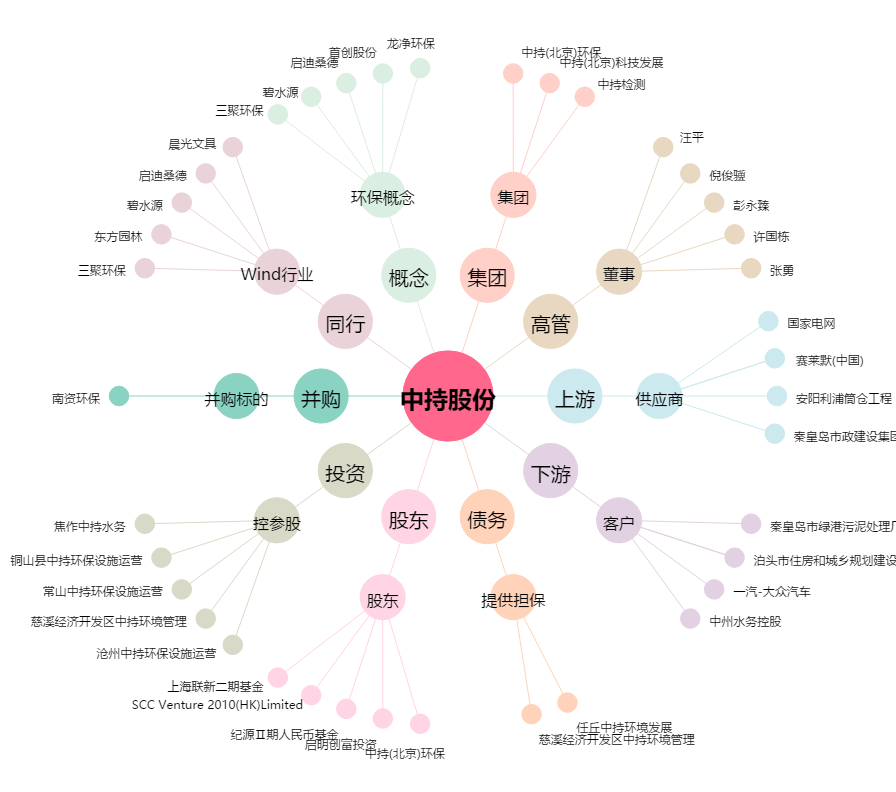 龙净环保
首创股份
启迪桑德
碧水源
三聚环保
环保概念
概念
中持(北京)环保
中持(北京)科技发展
中持检测
集团
集团
晨光文具
启迪桑德
碧水源
东方园林
三聚环保
Wind行业
同行
汪平
倪俊骝
彭永臻
许国栋
张勇
董事
高管
南资环保
并购标的
并购
中持股份
上游
供应商
国家电网
赛莱默(中国)
安阳利浦筒仓工程
秦皇岛市政建设集团
投资
控参股
焦作中持水务
铜山县中持环保设施运营
常山中持环保设施运营
慈溪经济开发区中持环境管理
沧州中持环保设施运营
下游
客户
秦皇岛市绿港污泥处理厂
泊头市住房和城乡规划建设
一汽-大众汽车
中州水务控股
股东
股东
上海联新二期基金
SCC Venture 2010(HK)Limited
纪源Ⅱ期人民币基金
启明创富投资
中持(北京)环保
债务
提供担保
任丘中持环境发展
慈溪经济开发区中持环境管理